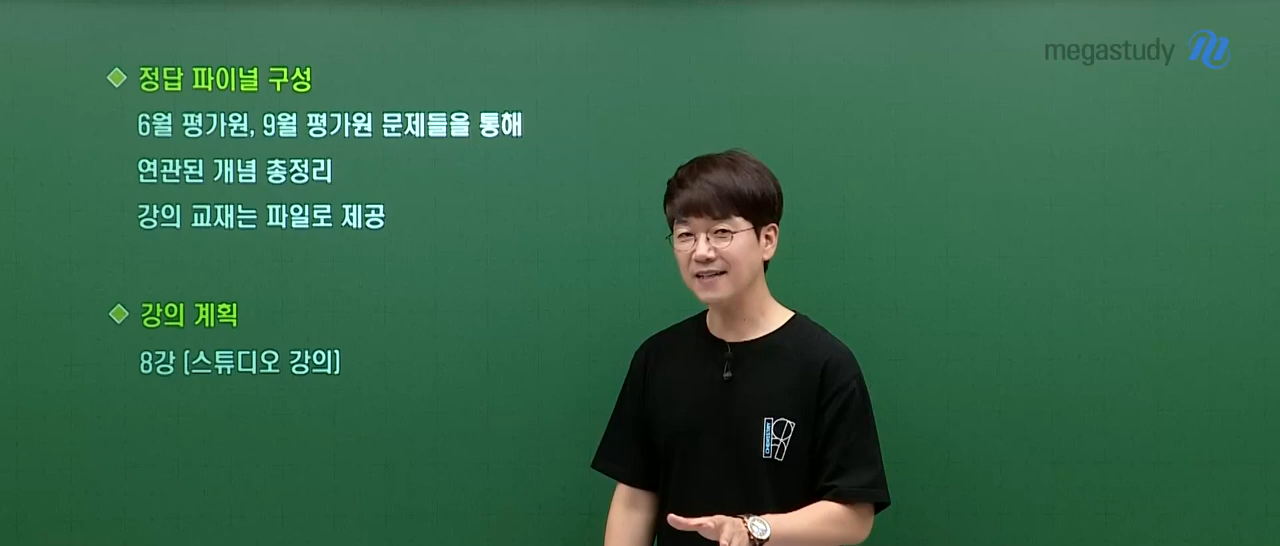 megastudy
정답 파이널 구성
6월 평가원, 9월 평가원 문제들을 통해
연관된 개념 총정리
강의 교재는 파일로 제공
강의 계획
8강 (스튜디오 강의)
CHEMISTRY